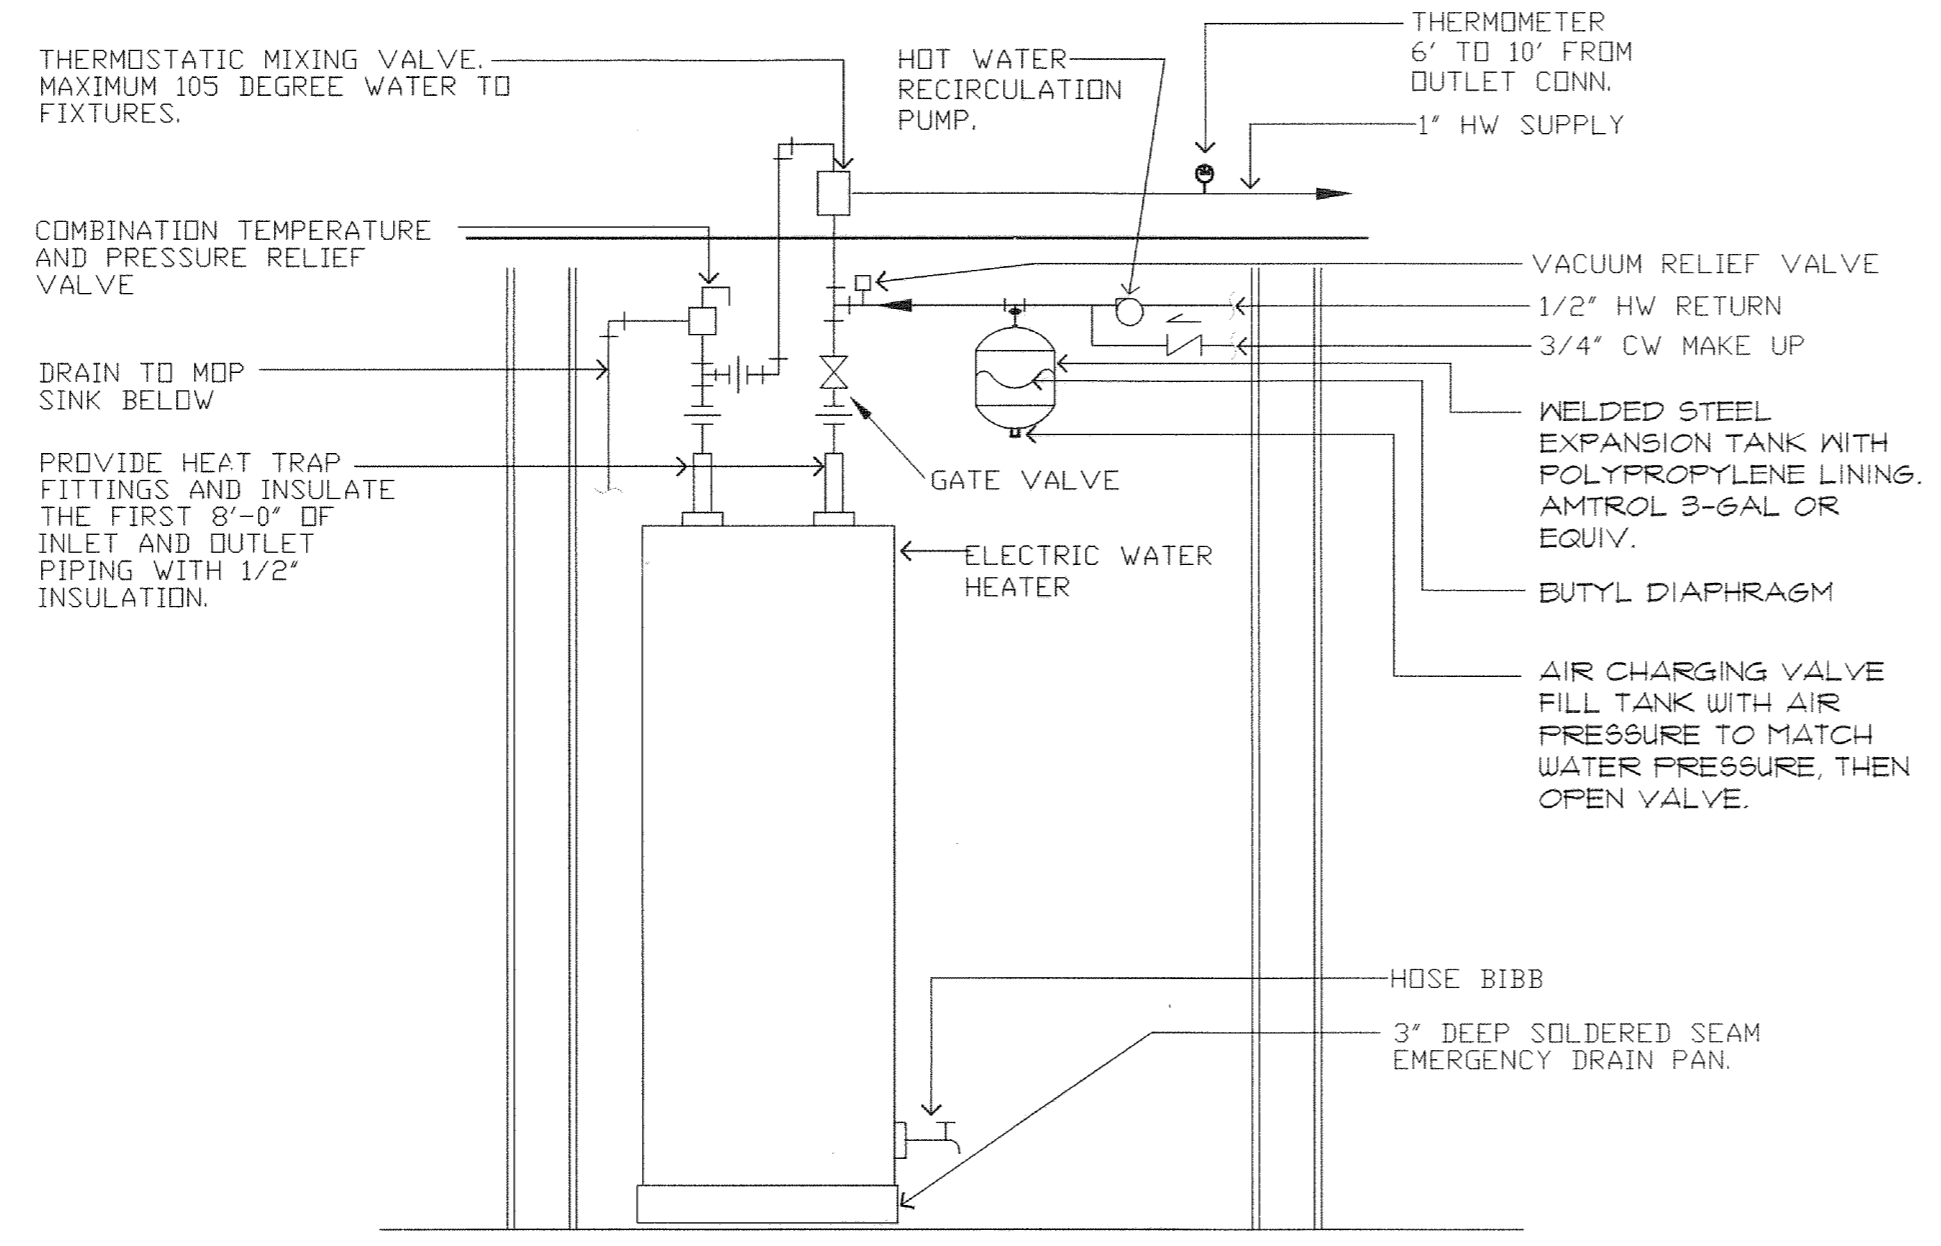 THERMOSTATIC MIXING VALVE.
MAXIMUM 105 DEGREE WATER TO
FIXTURES.
HOT WATER
RECIRCULATION
PUMP.
THERMOMETER
6' TO 10' FROM
OUTLET CONN.
1" HW SUPPLY
COMBINATION TEMPERATURE
AND PRESSURE RELIEF
VALVE
VACUUM RELIEF VALVE
1/2" HW RETURN
3/4" CW MAKE UP
DRAIN TO MOP
SINK BELOW
WELDED STEEL
EXPANSION TANK WITH
POLYPROPYLENE LINING.
AMTROL 3-GAL OR
EQUIV.
PROVIDE HEAT TRAP
FITTINGS AND INSULATE
THE FIRST 8'-0" OF
INLET AND OUTLET
PIPING WITH 1/2"
INSULATION.
GATE VALVE
ELECTRIC WATER
HEATER
BUTYL DIAPHRAGM
AIR CHARGING VALVE
FILL TANK WITH AIR
PRESSURE TO MATCH
WATER PRESSURE, THEN
OPEN VALVE.
HOSE BIBB
3" DEEP SOLDERED SEAM
EMERGENCY DRAIN PAN.